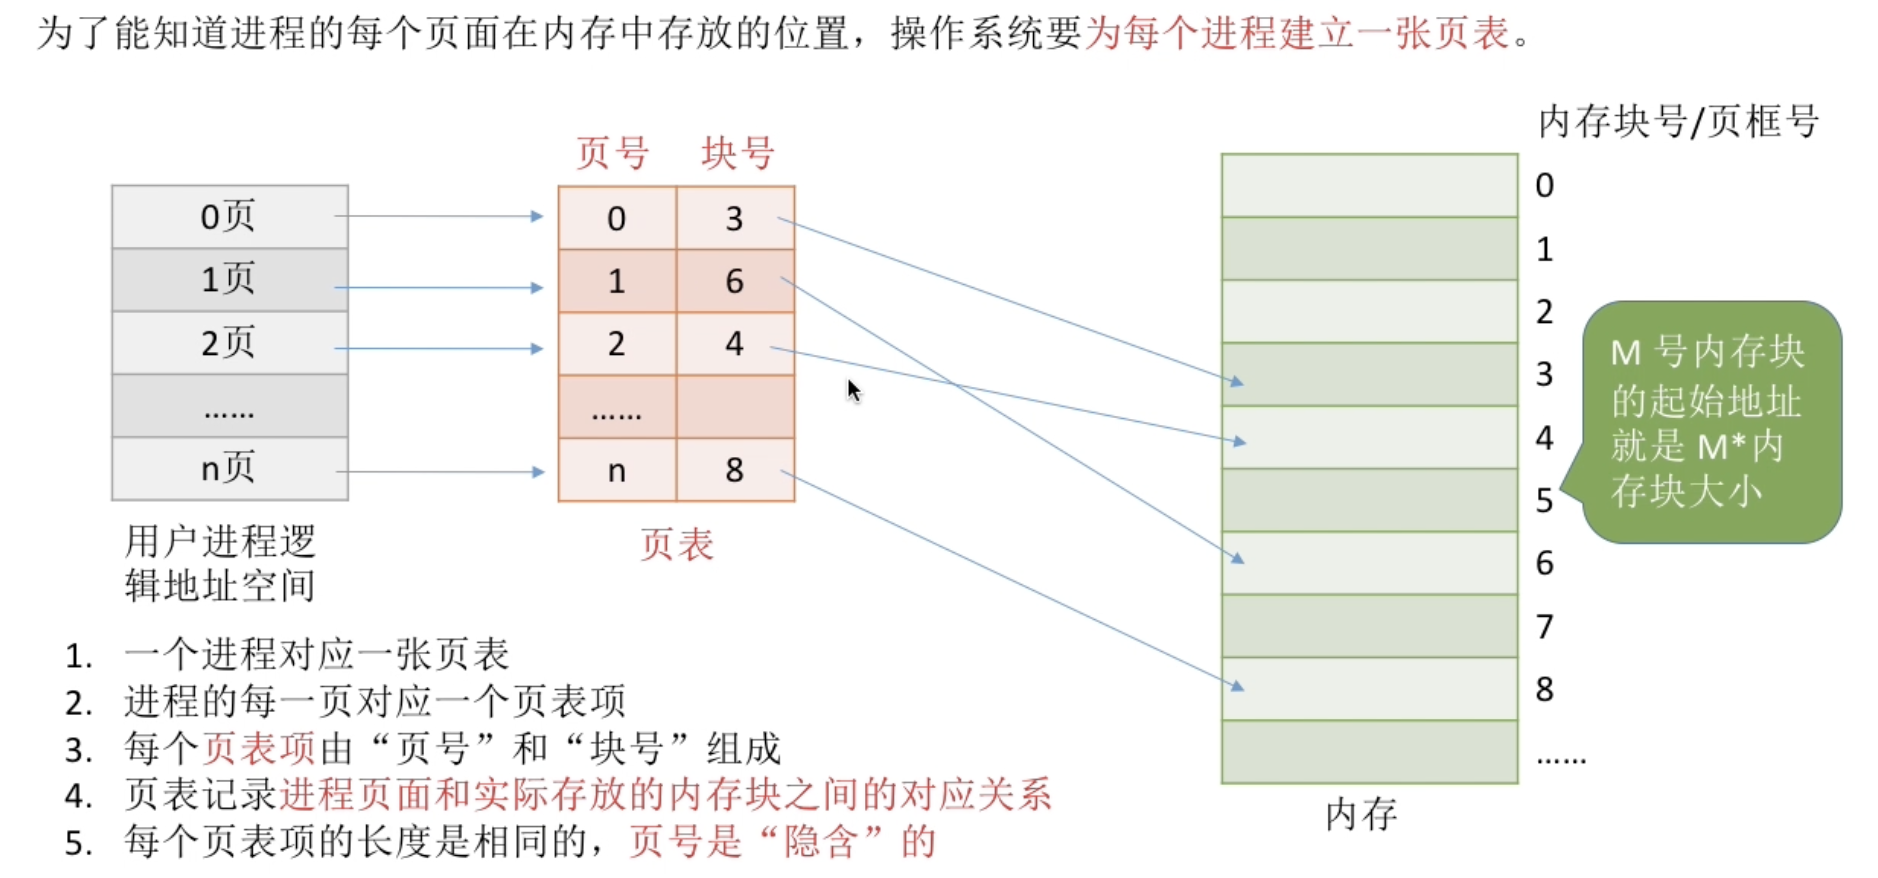 为了能知道进程的每个页面在内存中存放的位置，操作系统要为每个进程建立一张页表。
内存块号/页框号
页号 块号
0页
1页
2页
......
n页
用户进程逻
辑地址空间
0 3
1 6
2 4
......
n 8
页表
0
1
2
3
4
5
6
7
8
......
内存
M 号内存块
的起始地址
就是 M*内
存块大小
1. 一个进程对应一张页表
2. 进程的每一页对应一个页表项
3. 每个页表项由“页号”和“块号”组成
4. 页表记录进程页面和实际存放的内存块之间的对应关系
5. 每个页表项的长度是相同的，页号是“隐含”的